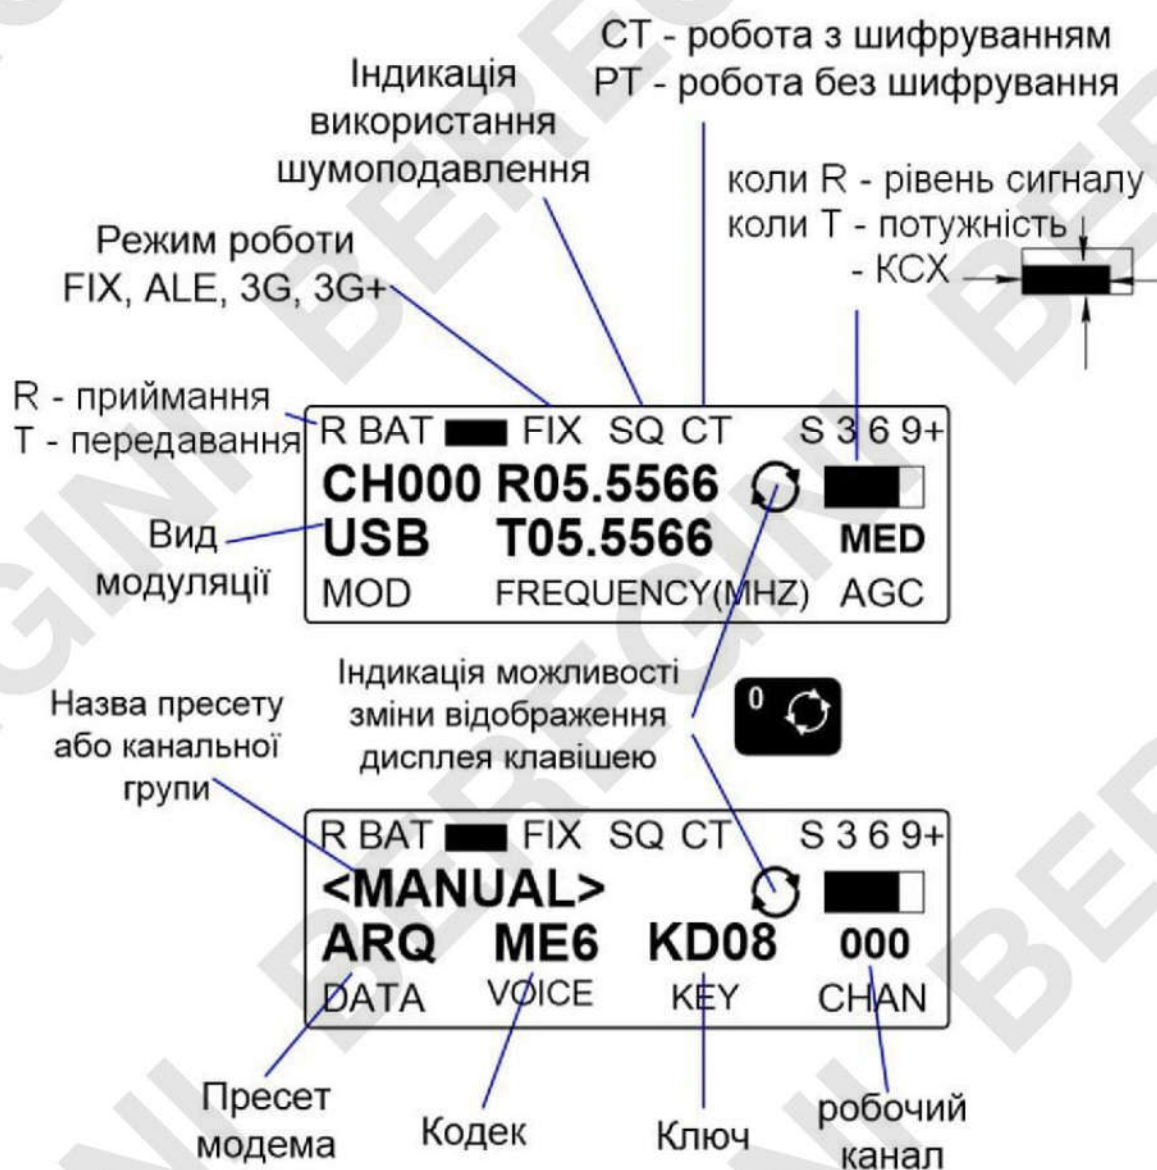 СТ - робота з шифруванням
РТ - робота без шифрування
Індикація
використання
шумоподавлення
коли R - рівень сигналу
коли T - потужність
- КСХ
Режим роботи
FIX, ALE, 3G, 3G+
R - приймання
T - передавання
R BAT FIX SQ CT S 3 6 9+
CH000 R05.5566
USB T05.5566 MED
MOD FREQUENCY(MHZ) AGC
Вид
модуляції
Індикація можливості
зміни відображення
дисплея клавішею
0
Назва пресету
або канальної
групи
R BAT FIX SQ CT S 3 6 9+
<MANUAL>
ARQ ME6 KD08 000
DATA VOICE KEY CHAN
Пресет
модема
Кодек
Ключ
робочий
канал
BEREGINI